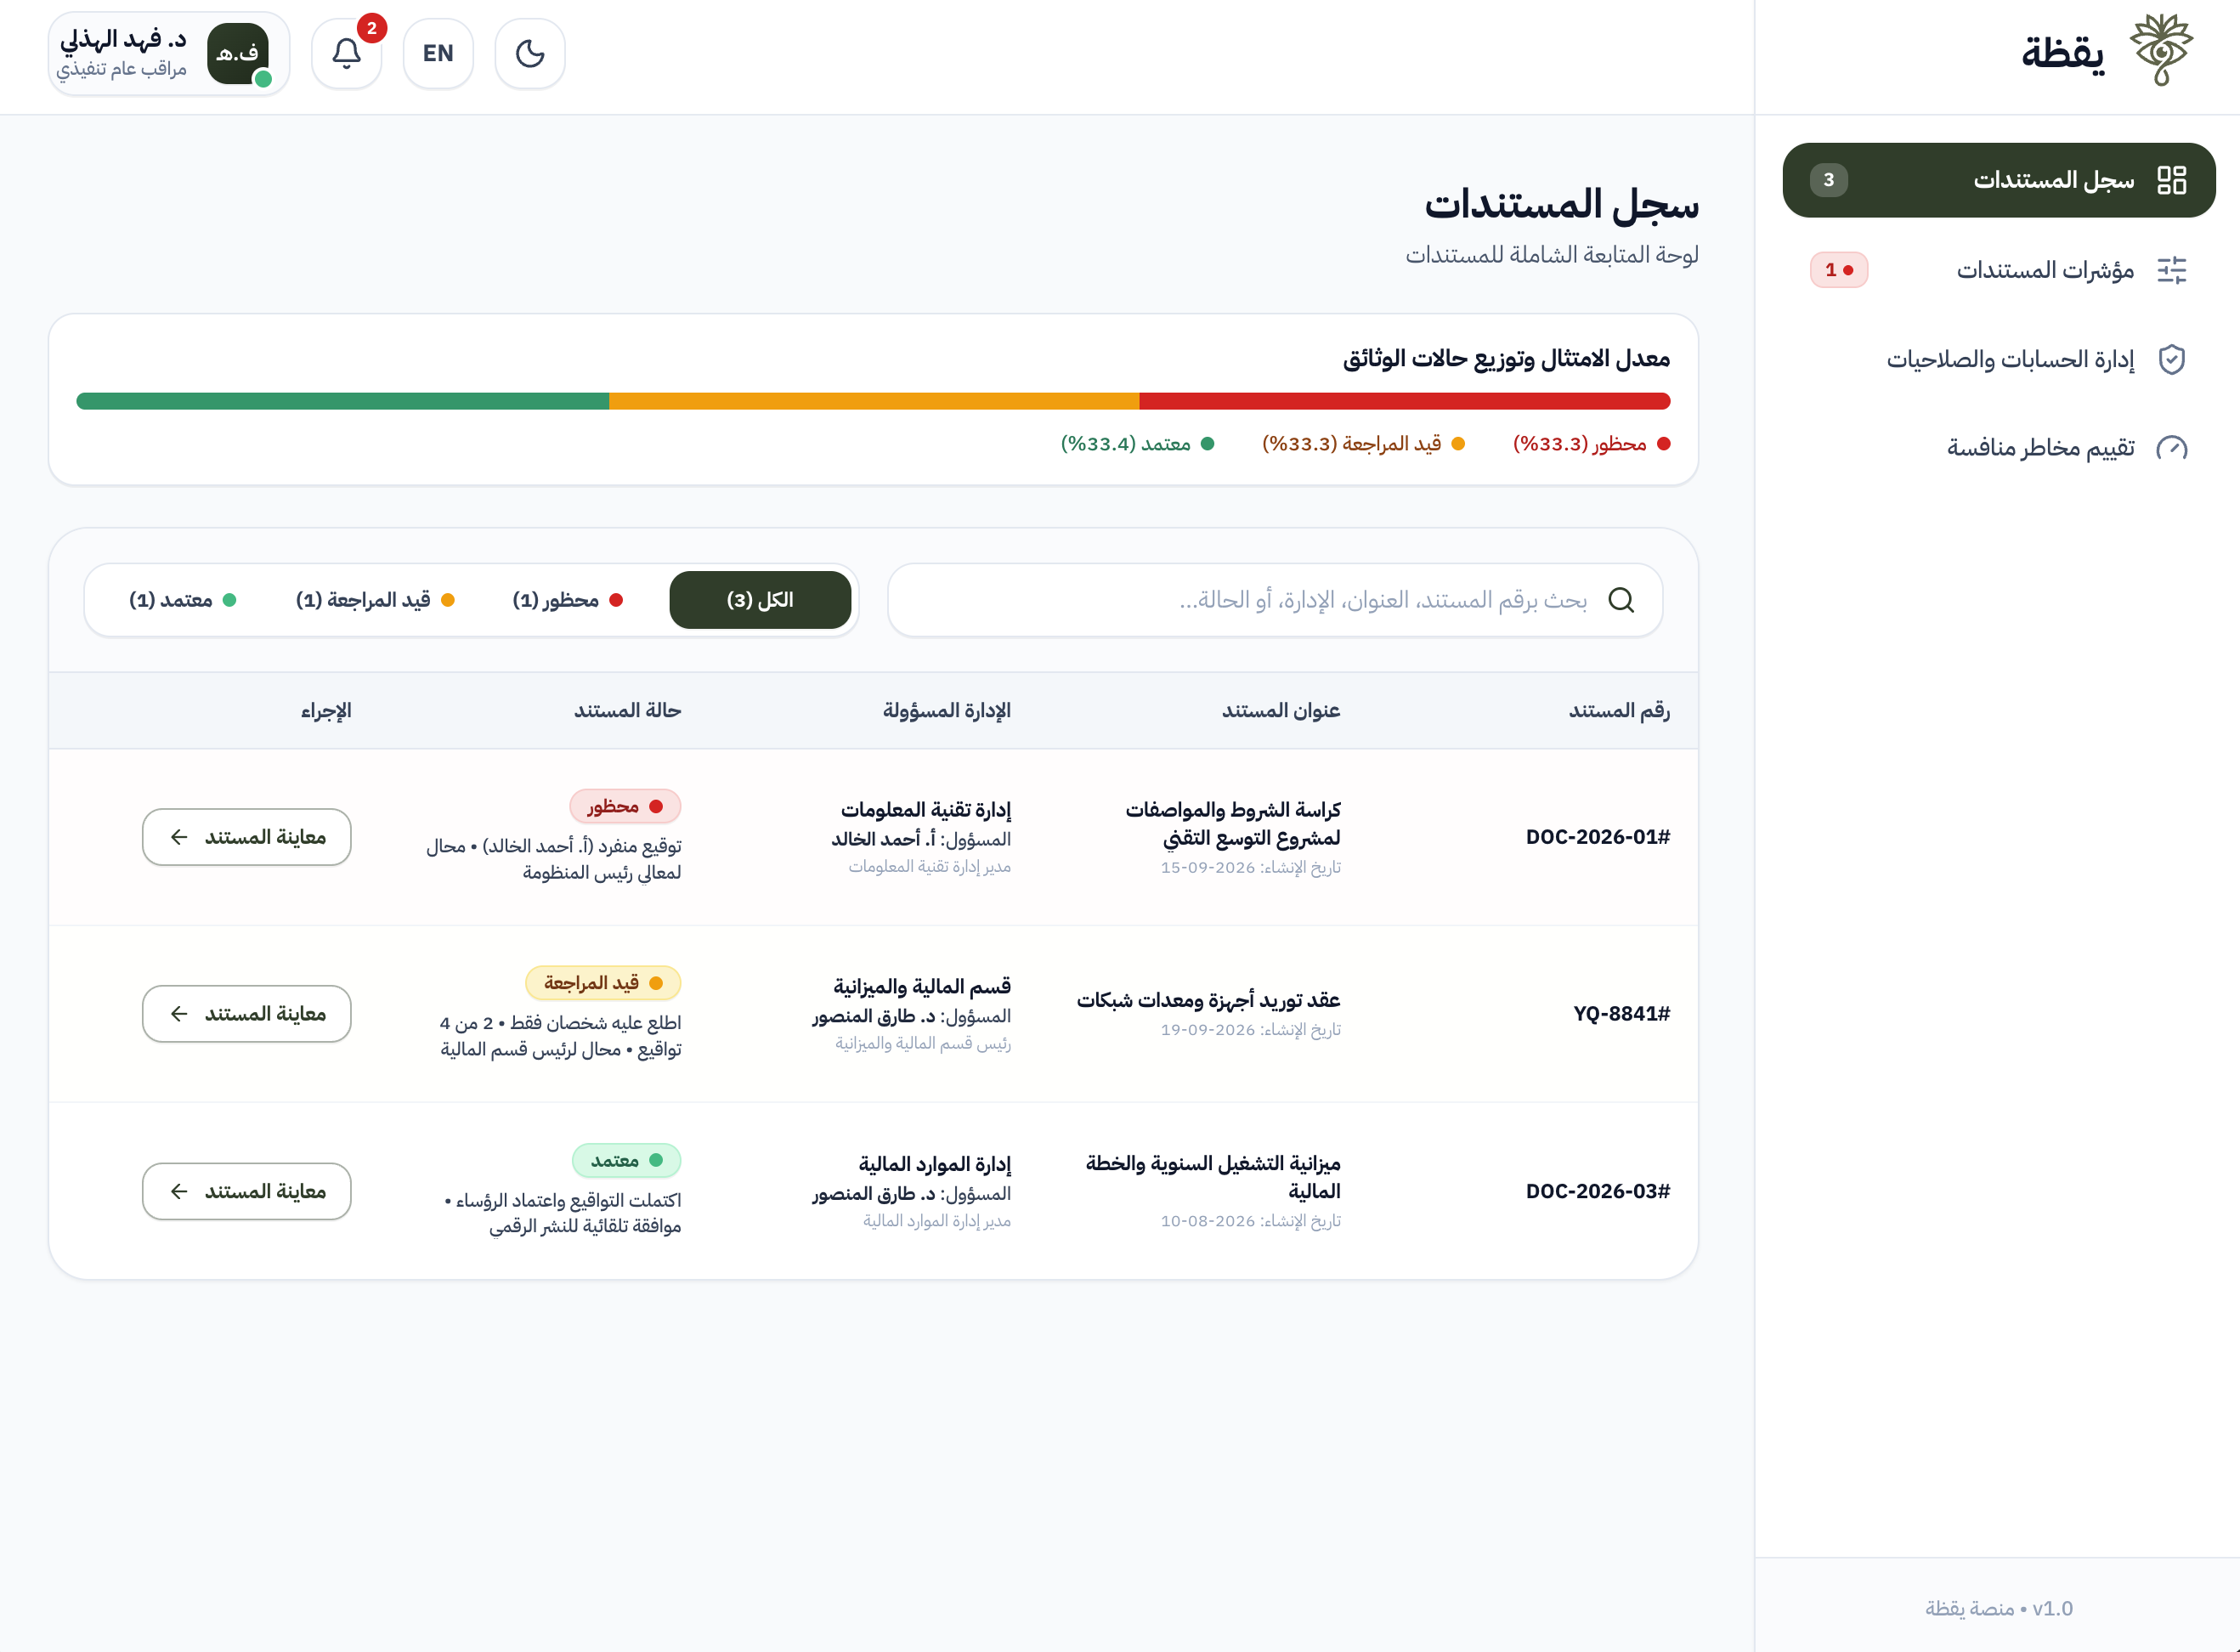 يقظة
د. فهد الهذلي
مراقب عام تنفيذي
ف.هـ
2
EN
سجل المستندات
3
مؤشرات المستندات
1
إدارة الحسابات والصلاحيات
تقييم مخاطر منافسة
سجل المستندات
لوحة المتابعة الشاملة للمستندات
معدل الامتثال وتوزيع حالات الوثائق
محظور (33.3%)
قيد المراجعة (33.3%)
معتمد (33.4%)
بحث برقم المستند، العنوان، الإدارة، أو الحالة...
الكل (3)
محظور (1)
قيد المراجعة (1)
معتمد (1)
رقم المستند
عنوان المستند
الإدارة المسؤولة
حالة المستند
الإجراء
DOC-2026-01#
كراسة الشروط والمواصفات
لمشروع التوسع التقني
تاريخ الإنشاء: 2026-09-15
إدارة تقنية المعلومات
المسؤول: أ. أحمد الخالد
مدير إدارة تقنية المعلومات
محظور
توقيع منفرد (أ. أحمد الخالد) • محال
لمعالي رئيس المنظومة
معاينة المستند ←
YQ-8841#
عقد توريد أجهزة ومعدات شبكات
تاريخ الإنشاء: 2026-09-19
قسم المالية والميزانية
المسؤول: د. طارق المنصور
رئيس قسم المالية والميزانية
قيد المراجعة
اطلع عليه شخصان فقط • 2 من 4
تواقيع • محال لرئيس قسم المالية
معاينة المستند ←
DOC-2026-03#
ميزانية التشغيل السنوية والخطة
المالية
تاريخ الإنشاء: 2026-08-10
إدارة الموارد المالية
المسؤول: د. طارق المنصور
مدير إدارة الموارد المالية
معتمد
اكتملت التواقيع واعتماد الرؤساء •
موافقة تلقائية للنشر الرقمي
معاينة المستند ←
v1.0 • منصة يقظة